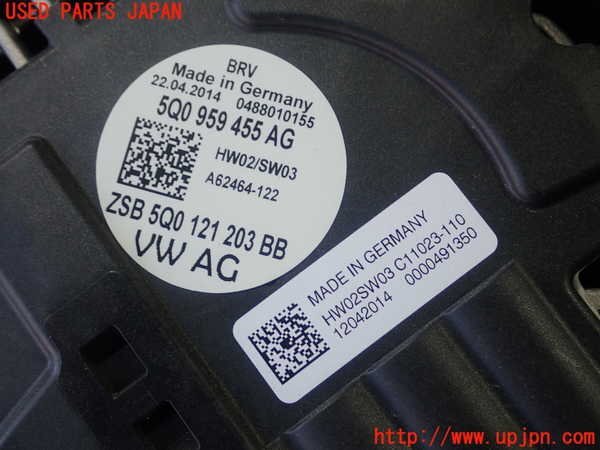 USED PARTS JAPAN
BRV
Made in Germany
22.04.2014 0488010155
5Q0 959 455 AG
HW02/SW03
A62464-122
ZSB 5Q0 121 203 BB
VW AG
MADE IN GERMANY
HW02SW03 C11023-110
12042014 0000491350
http://www.upjpn.com/